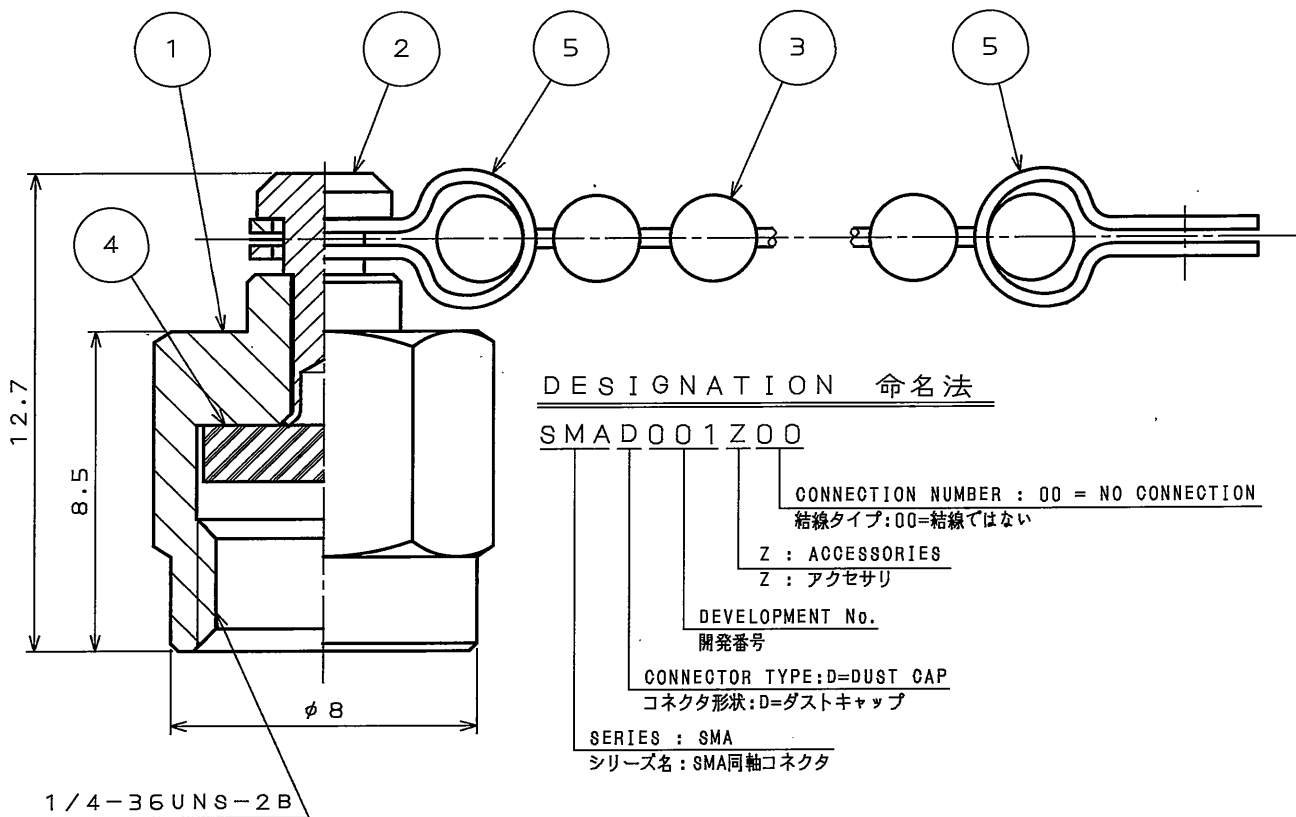 1
2
5
3
5
4
12.7
8.5
DESIGNATION 命名法
SMAD001Z00
CONNECTION NUMBER : 00 = NO CONNECTION
結線タイプ:00=結線ではない
Z : ACCESSORIES
Z : アクセサリ
DEVELOPMENT No.
開発番号
CONNECTOR TYPE:D=DUST CAP
コネクタ形状:D=ダストキャップ
φ8
SERIES : SMA
シリーズ名:SMA同軸コネクタ
1/4-36UNS-2B